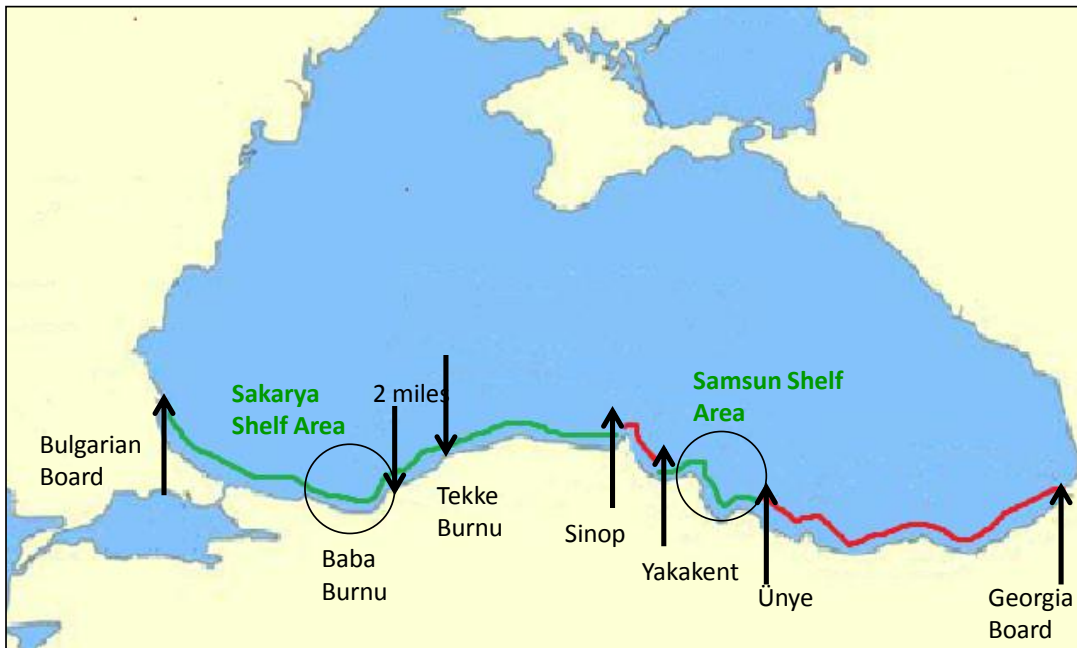 Sakarya
Shelf Area
2 miles
Samsun Shelf
Area
Bulgarian
Board
Tekke
Burnu
Baba
Burnu
Sinop
Yakakent
Ünye
Georgia
Board